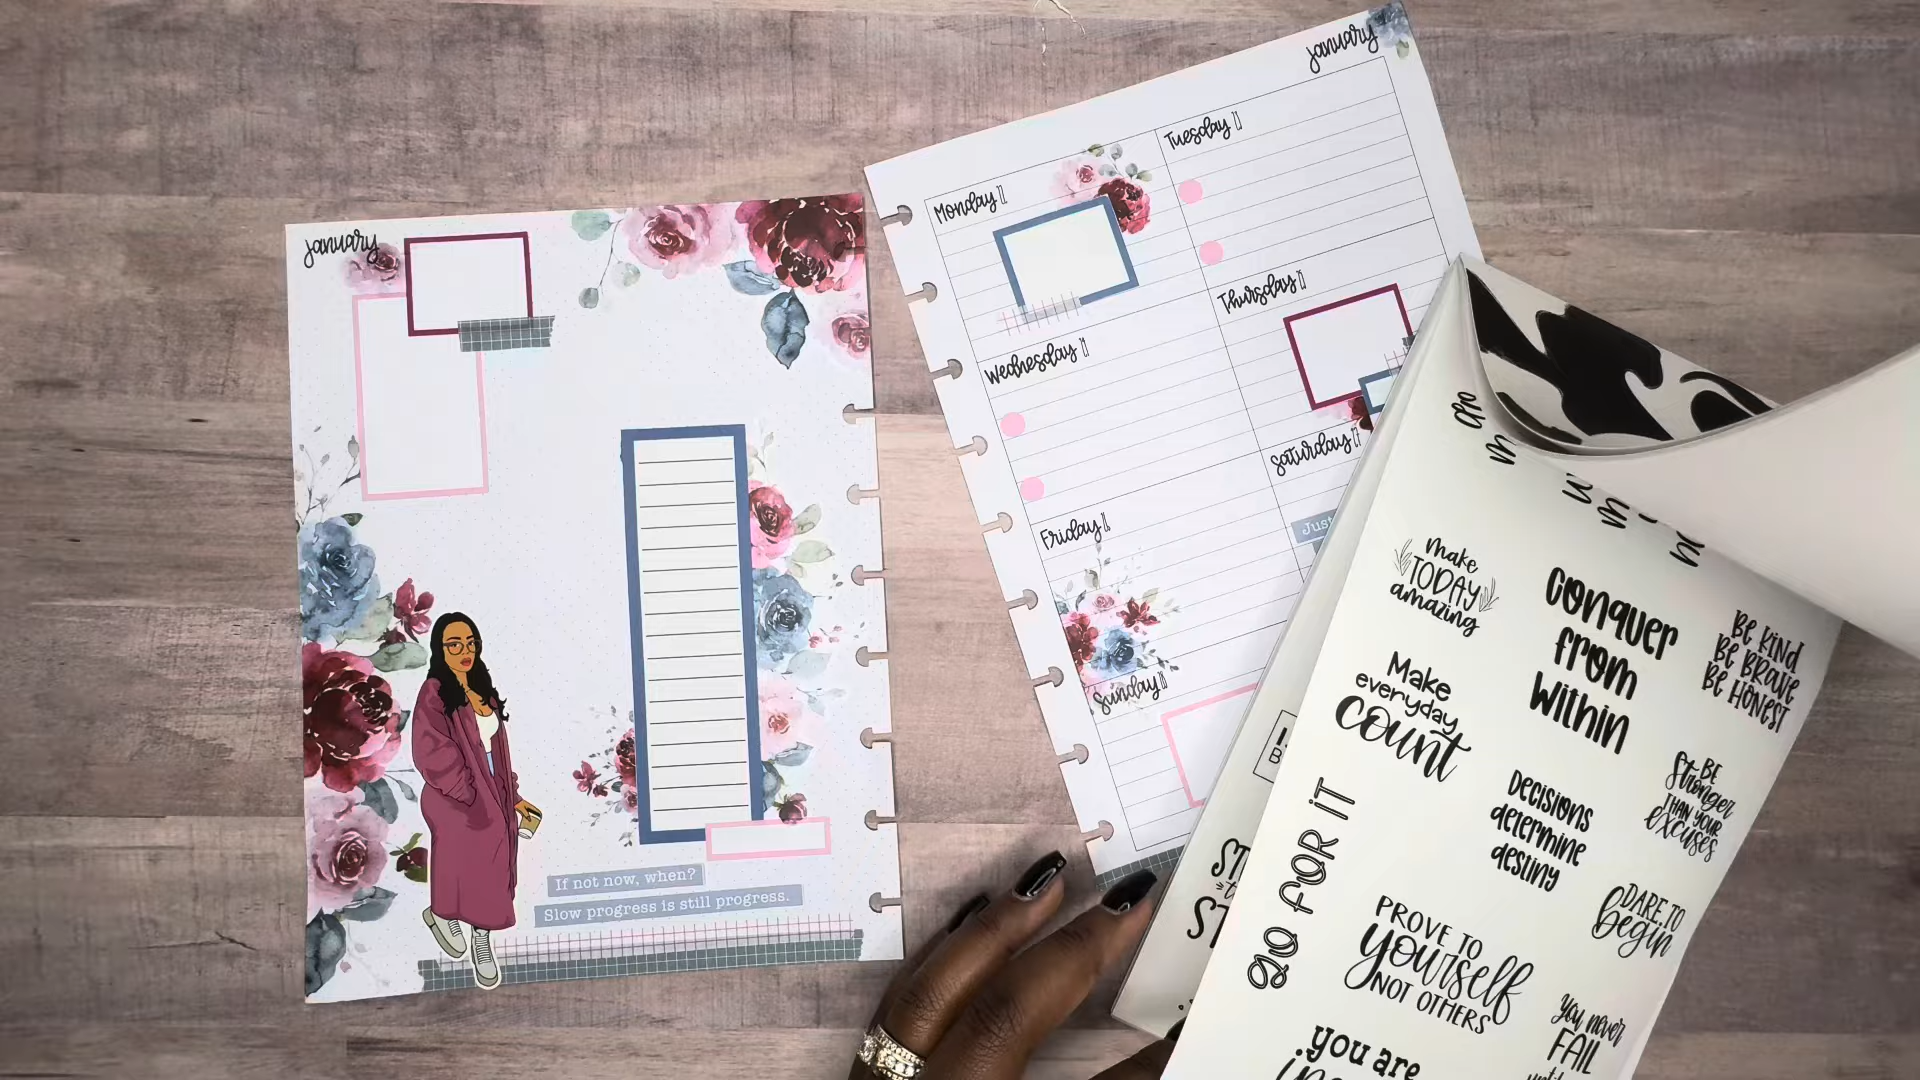 january
If not now, when?
Slow progress is still progress.
january
Monday
Tuesday
Wednesday
Thursday
Friday
Saturday
Just
Sunday
make
TODAY
amazing
Make
everyday
count
GO FOR IT
conquer
from
within
Decisions
determine
destiny
PROVE TO
yourself
NOT OTHERS
you are
BE KIND
BE BRAVE
BE HONEST
BE
Stronger
THAN YOUR
excuses
DARE TO
begin
you never
FAIL